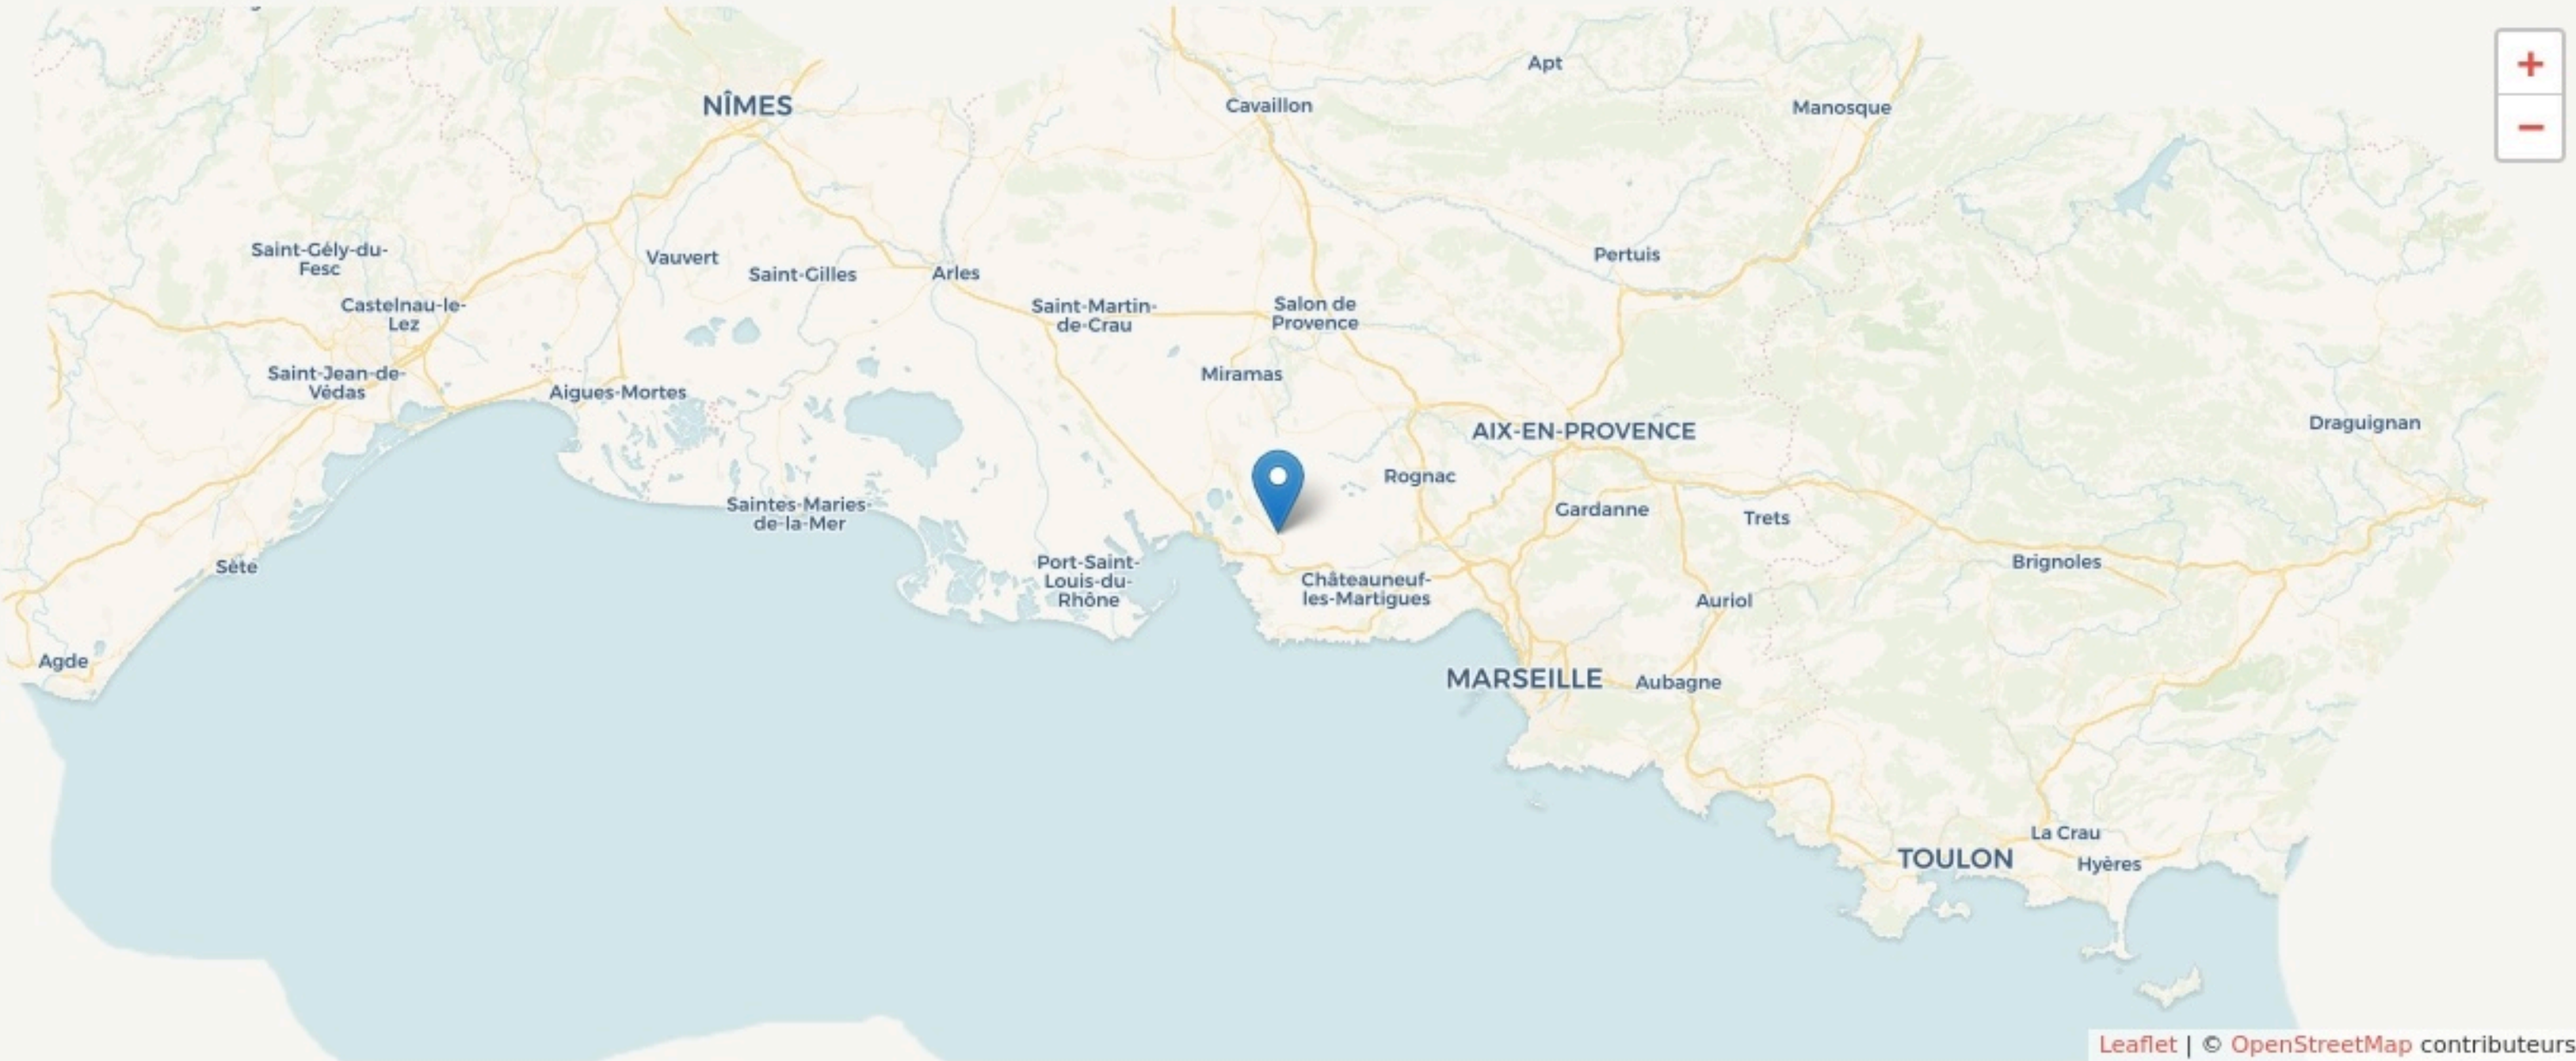 Apt
NÎMES
Cavaillon
Manosque
Saint-Gély-du-
Fesc
Vauvert
Saint-Gilles
Arles
Pertuis
Castelnau-le-
Lez
Saint-Martin-
de-Crau
Salon de
Provence
Saint-Jean-de-
Védas
Aigues-Mortes
Miramas
AIX-EN-PROVENCE
Draguignan
Rognac
Saintes-Maries-
de-la-Mer
Gardanne
Trets
Sète
Port-Saint-
Louis-du-
Rhône
Châteauneuf-
les-Martigues
Brignoles
Auriol
Agde
MARSEILLE
Aubagne
La Crau
TOULON
Hyères
+
−
Leaflet | © OpenStreetMap contributeurs